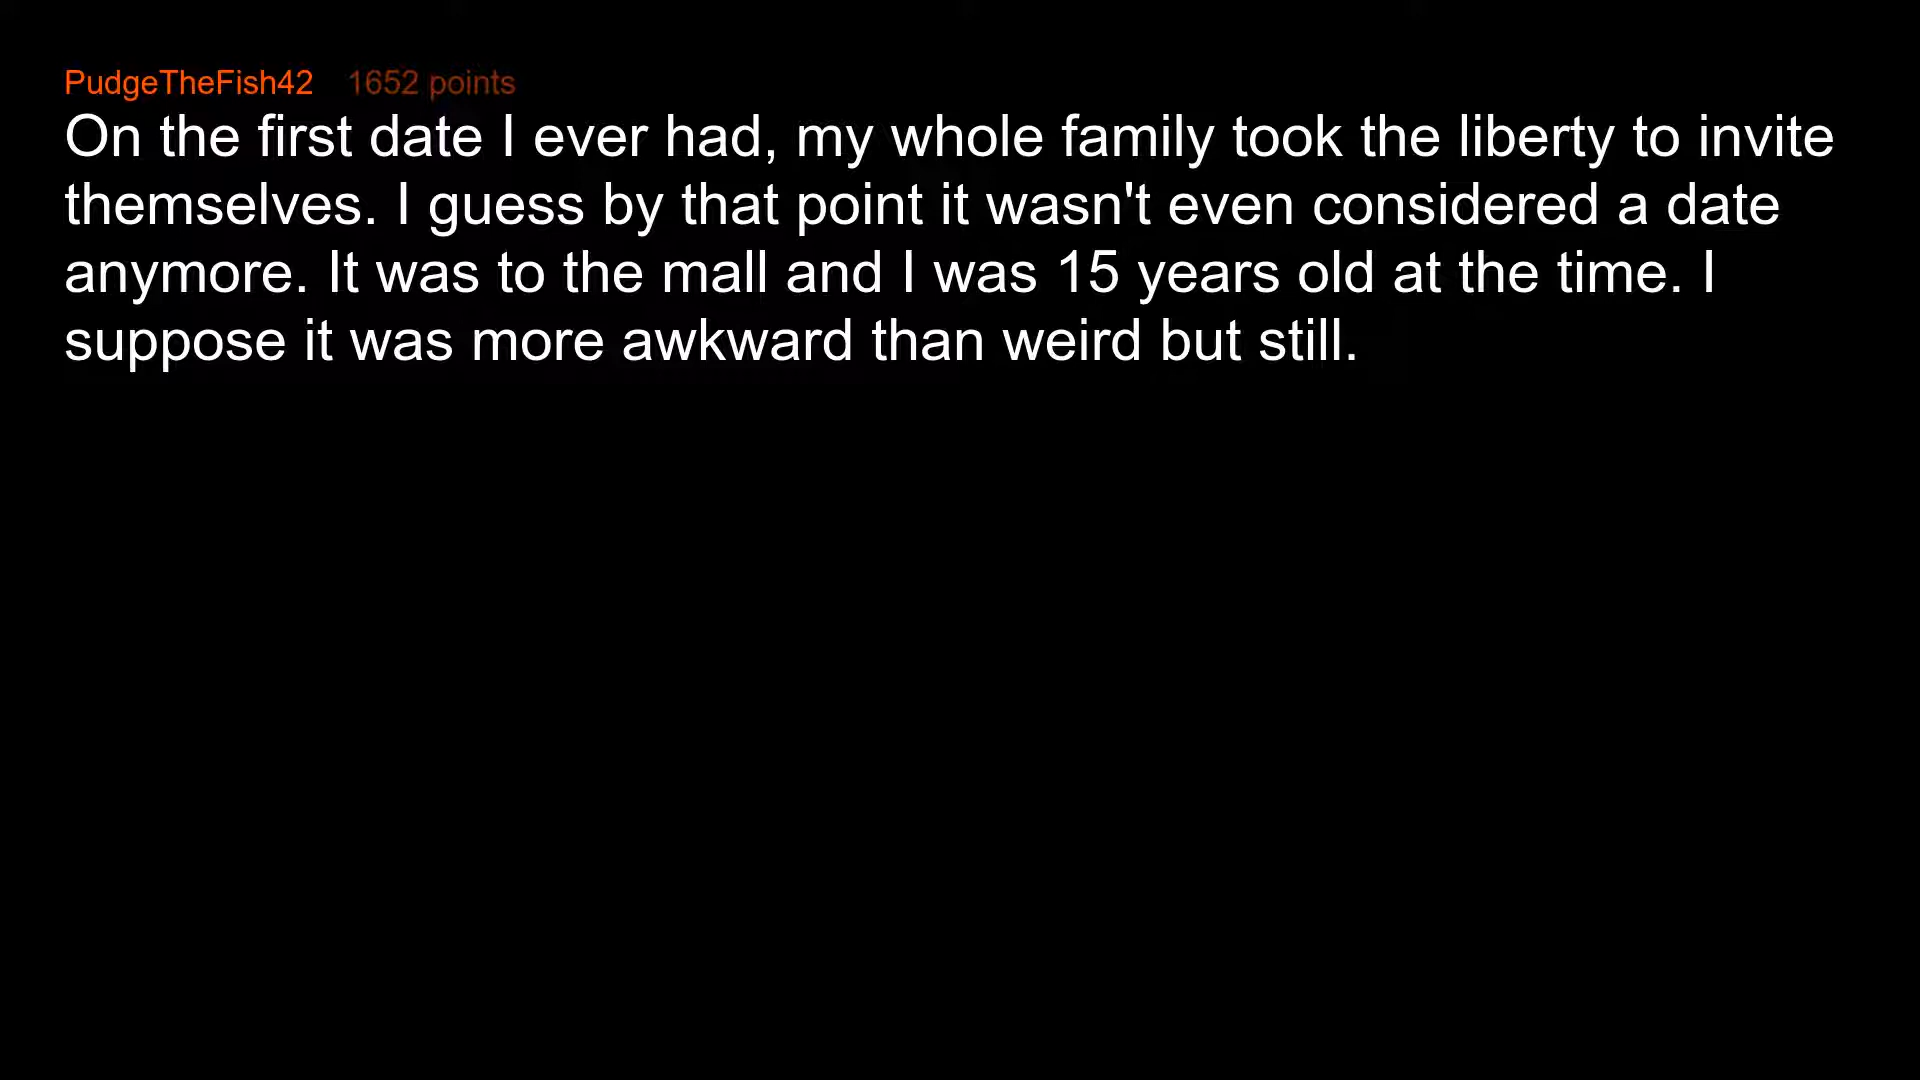 PudgeTheFish42 1652 points
On the first date I ever had, my whole family took the liberty to invite
themselves. I guess by that point it wasn't even considered a date
anymore. It was to the mall and I was 15 years old at the time. I
suppose it was more awkward than weird but still.